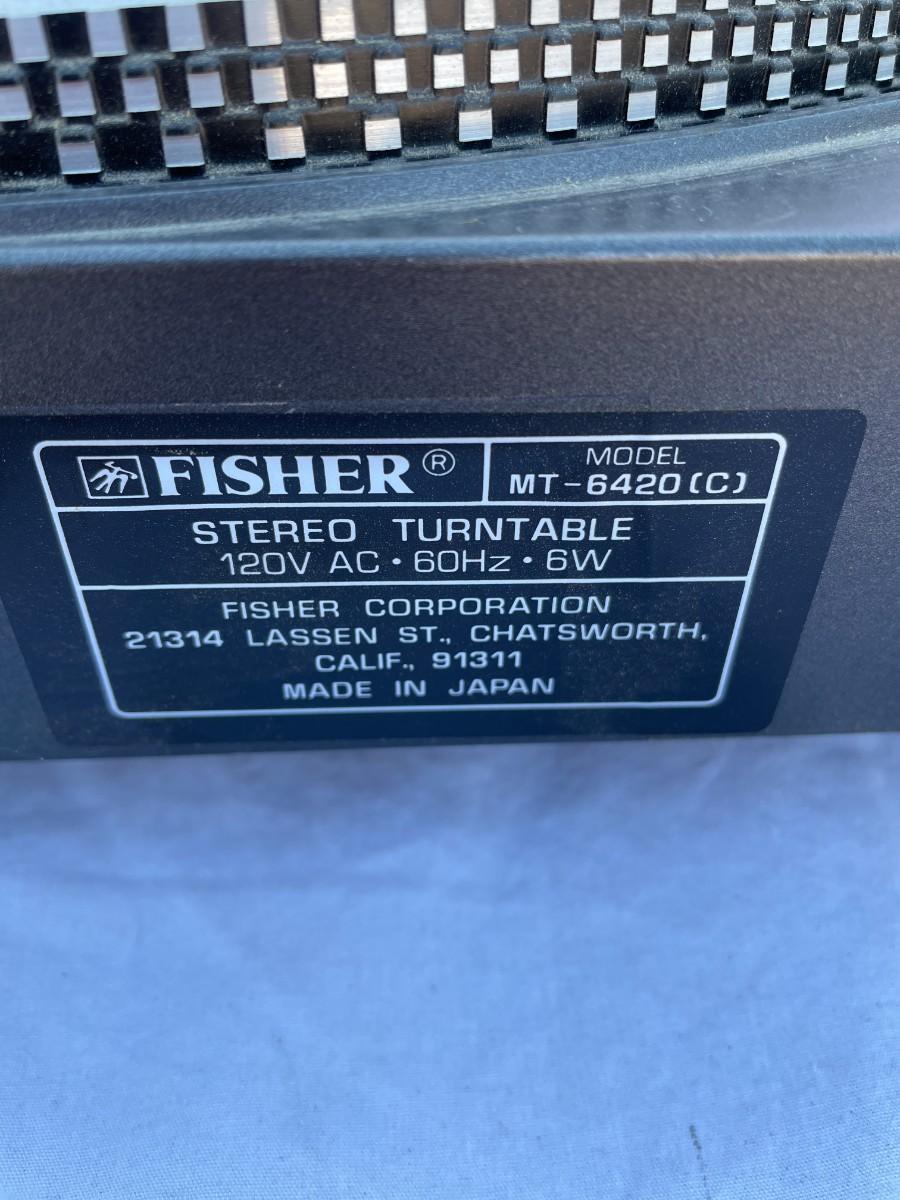 FISHER®
MODEL
MT-6420(C)
STEREO TURNTABLE
120V AC • 60Hz • 6W
FISHER CORPORATION
21314 LASSEN ST., CHATSWORTH,
CALIF., 91311
MADE IN JAPAN